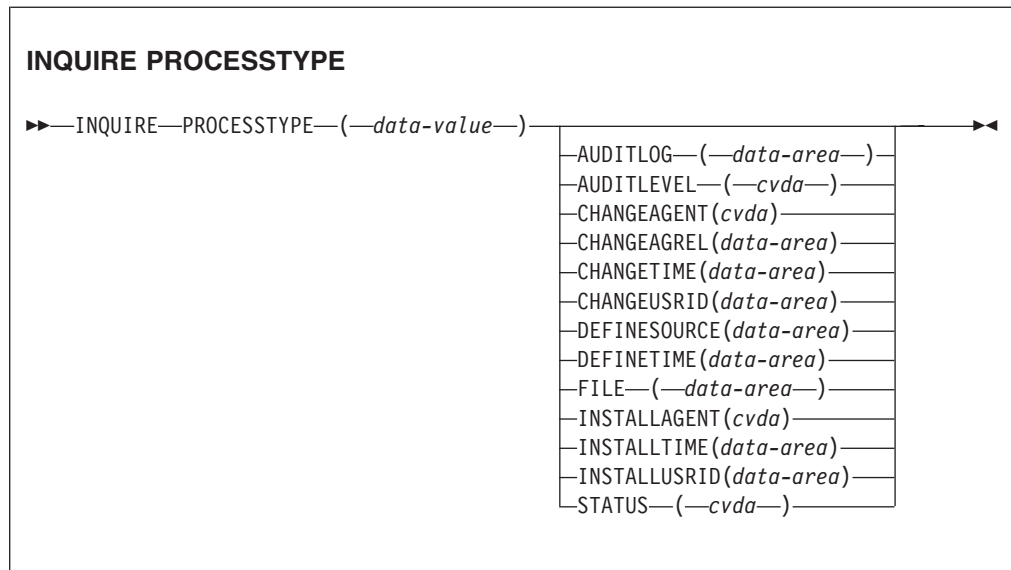 INQUIRE PROCESSTYPE
►►—INQUIRE—PROCESSTYPE—(—data-value—)—►◄
AUDITLOG—(—data-area—)
AUDITLEVEL—(—cvda—)
CHANGEAGENT(cvda)
CHANGEAGREL(data-area)
CHANGETIME(data-area)
CHANGEUSRID(data-area)
DEFINESOURCE(data-area)
DEFINETIME(data-area)
FILE—(—data-area—)
INSTALLAGENT(cvda)
INSTALLTIME(data-area)
INSTALLUSRID(data-area)
STATUS—(—cvda—)